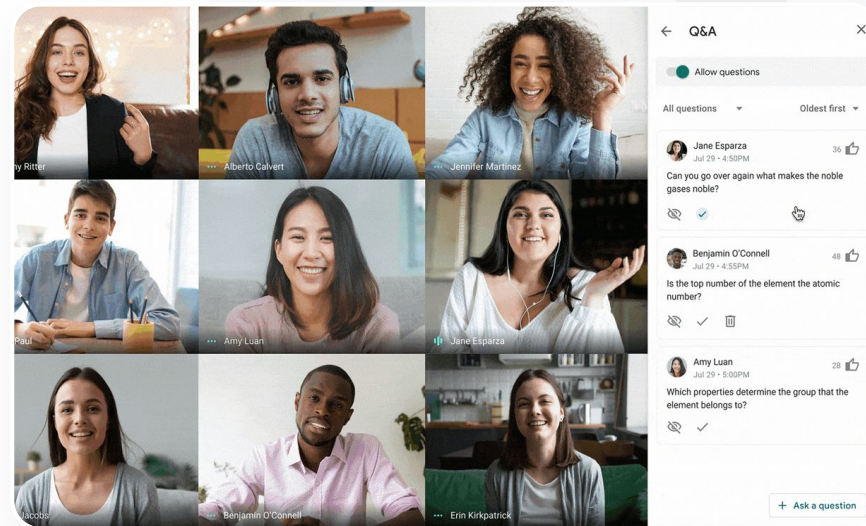 ny Ritter
Alberto Calvert
Jennifer Martinez
Paul
Amy Luan
Jane Esparza
Jacobs
Benjamin O'Connell
Erin Kirkpatrick
Q&A
Allow questions
All questions
Oldest first
Jane Esparza
36
Jul 29 • 4:50PM
Can you go over again what makes the noble
gases noble?
Benjamin O'Connell
48
Jul 29 • 4:55PM
Is the top number of the element the atomic
number?
Amy Luan
28
Jul 29 • 5:00PM
Which properties determine the group that the
element belongs to?
+ Ask a question